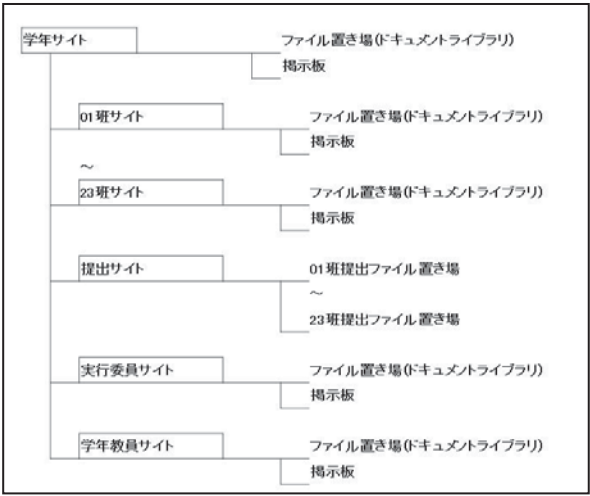 学年サイト ファイル置き場(ドキュメントライブラリ)
掲示板
01班サイト ファイル置き場(ドキュメントライブラリ)
掲示板
～
23班サイト ファイル置き場(ドキュメントライブラリ)
掲示板
提出サイト 01班提出ファイル置き場
～
23班提出ファイル置き場
実行委員サイト ファイル置き場(ドキュメントライブラリ)
掲示板
学年教員サイト ファイル置き場(ドキュメントライブラリ)
掲示板